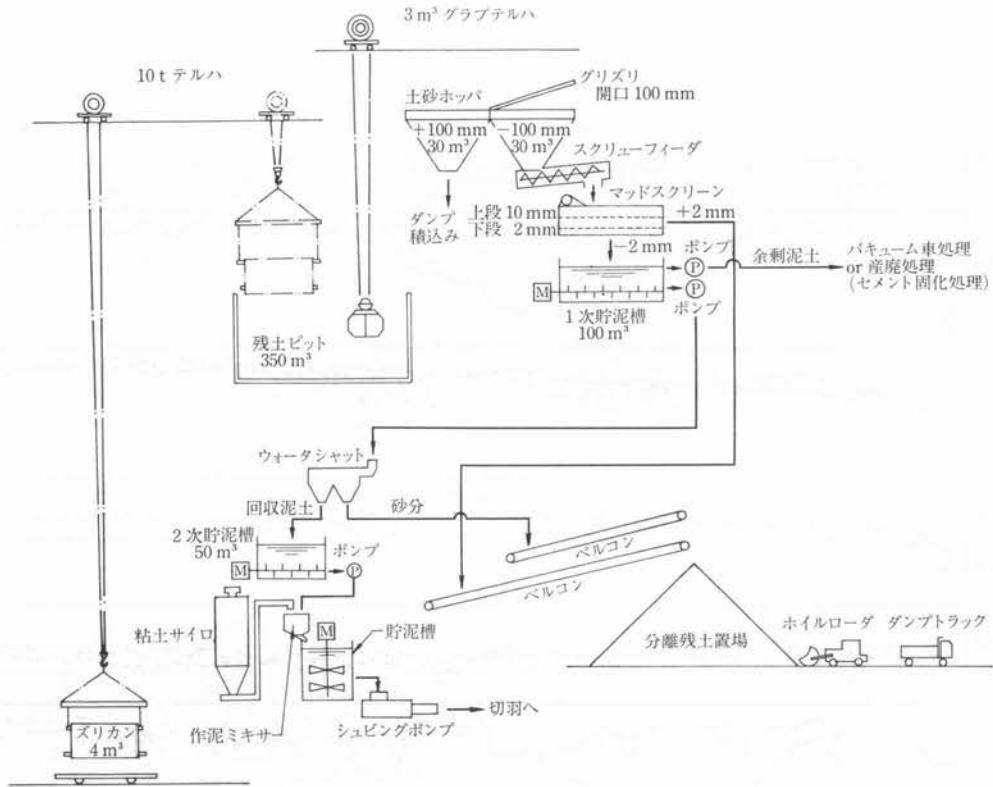 3 m³ グラブテルハ
10 t テルハ
グリズリ
開口 100 mm
土砂ホッパ
+100 mm
30 m³
−100 mm
30 m³
スクリューフィーダ
マッドスクリーン
ダンプ
積込み
上段 10 mm
下段 2 mm
+2 mm
−2 mm
ポンプ
P
余剰泥土
バキューム車処理
or 産廃処理
(セメント固化処理)
M
P
ポンプ
1 次貯泥槽
100 m³
残土ピット
350 m³
ウォータシャット
回収泥土
砂分
2 次貯泥槽
50 m³
ポンプ
M
P
ベルコン
ベルコン
粘土サイロ
M
貯泥槽
分離残土置場
ホイルローダ
ダンプトラック
ズリカン
4 m³
作泥ミキサ
シュビングポンプ
切羽へ